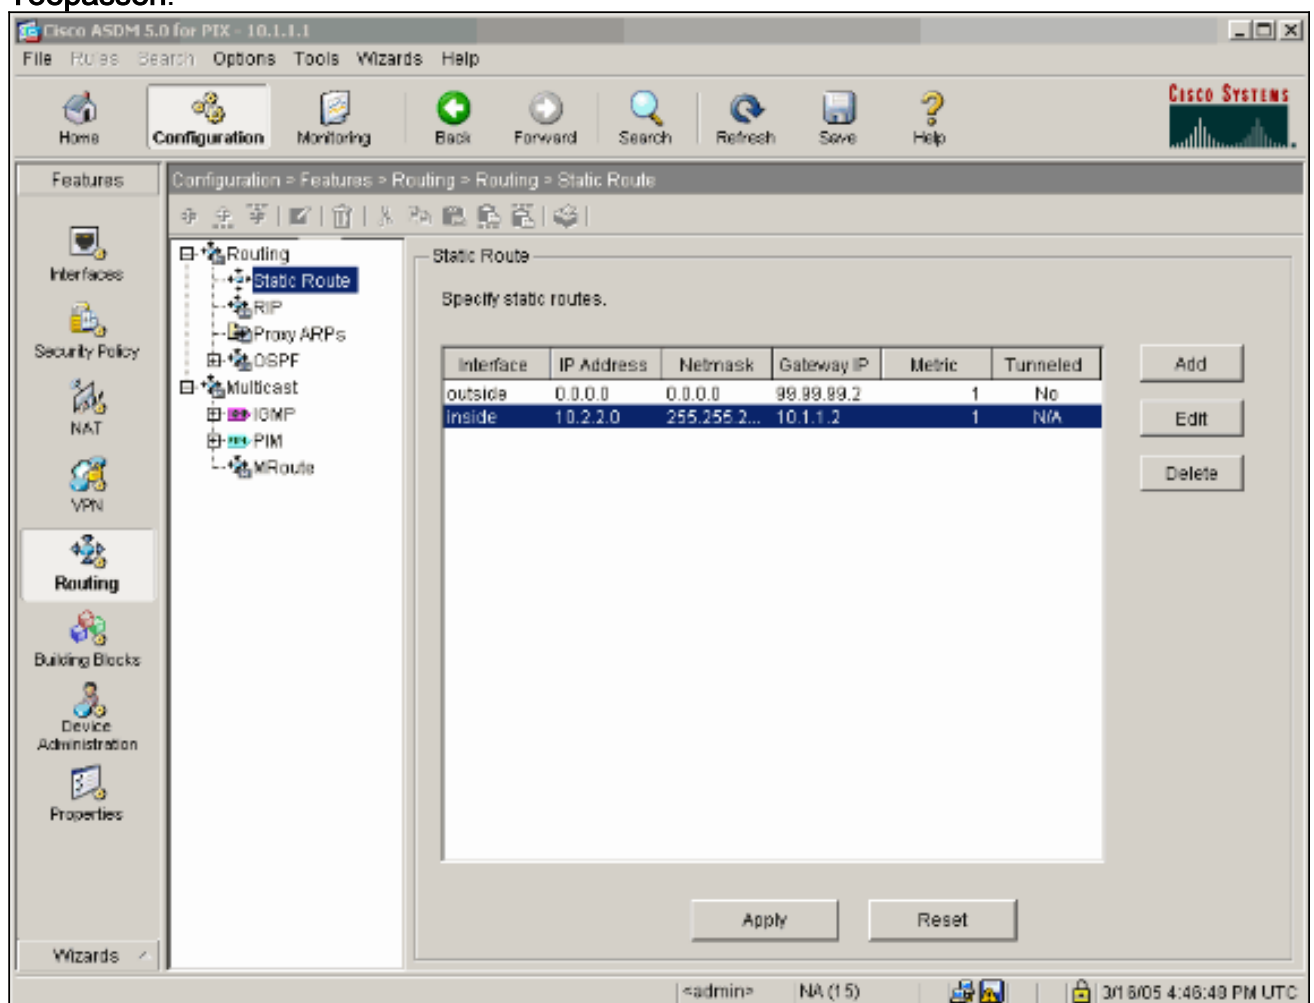 Toepassen.
Cisco ASDM 5.0 for PIX - 10.1.1.1
File Rules Search Options Tools Wizards Help
Home Configuration Monitoring Back Forward Search Refresh Save Help
CISCO SYSTEMS
Features
Configuration > Features > Routing > Routing > Static Route
Interfaces
Security Policy
NAT
VPN
Routing
Building Blocks
Device
Administration
Properties
Wizards
Routing
Static Route
RIP
Proxy ARPs
OSPF
Multicast
IGMP
PIM
MRoute
Static Route
Specify static routes.
Interface IP Address Netmask Gateway IP Metric Tunneled
outside 0.0.0.0 0.0.0.0 99.99.99.2 1 No
inside 10.2.2.0 255.255.2... 10.1.1.2 1 N/A
Add
Edit
Delete
Apply Reset
<admin> NA (15) 3/16/05 4:46:48 PM UTC